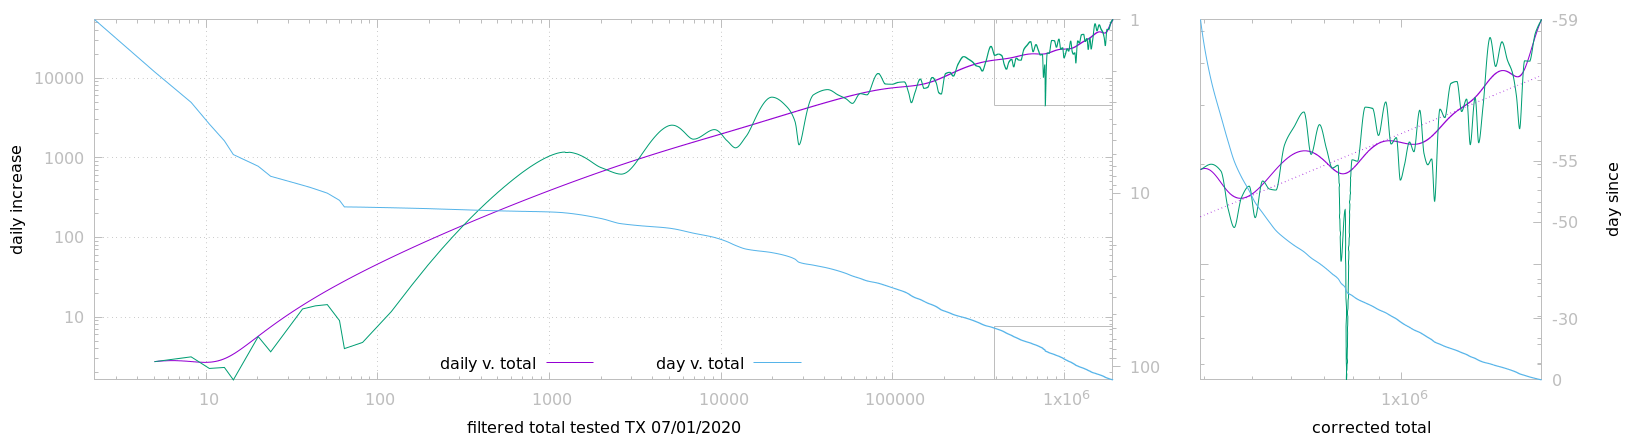 daily increase
10000
1000
100
10
10
100
1000
10000
100000
1x10⁶
1
10
100
daily v. total
day v. total
filtered total tested TX 07/01/2020
1x10⁶
corrected total
-59
-55
-50
-30
0
day since